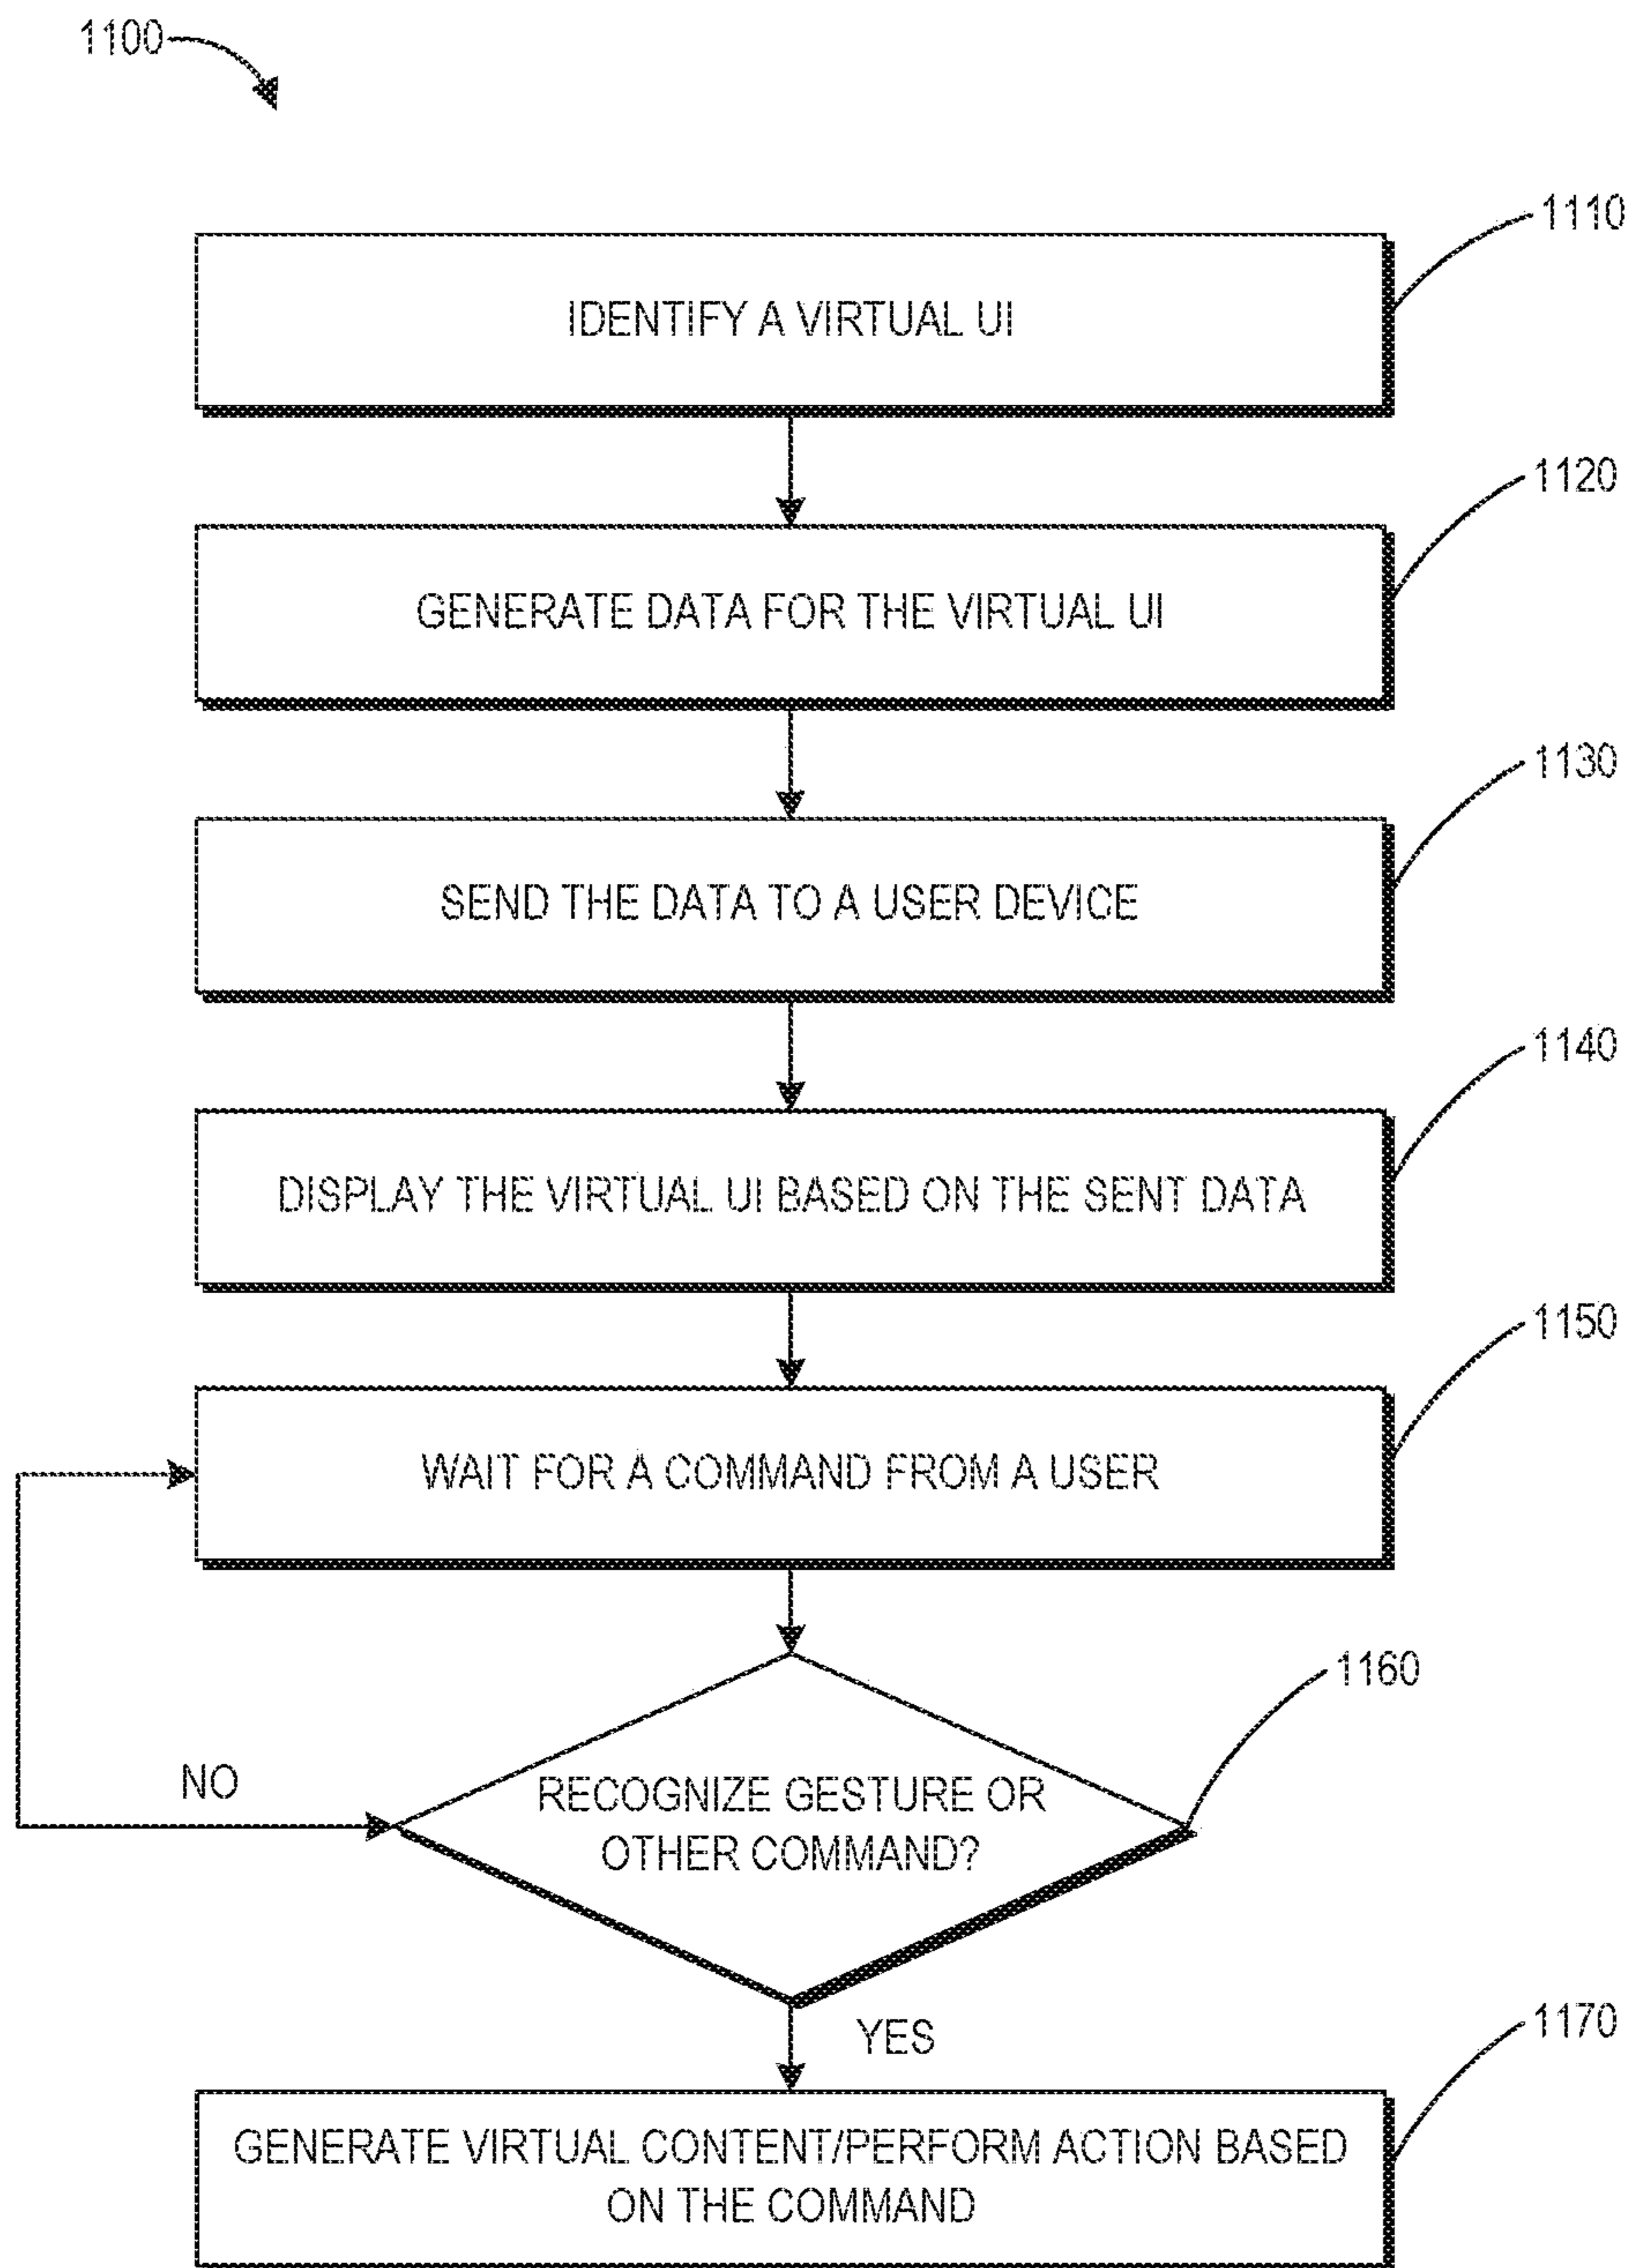 1100
1110
IDENTIFY A VIRTUAL UI
1120
GENERATE DATA FOR THE VIRTUAL UI
1130
SEND THE DATA TO A USER DEVICE
1140
DISPLAY THE VIRTUAL UI BASED ON THE SENT DATA
1150
WAIT FOR A COMMAND FROM A USER
1160
NO
RECOGNIZE GESTURE OR
OTHER COMMAND?
YES
1170
GENERATE VIRTUAL CONTENT/PERFORM ACTION BASED
ON THE COMMAND